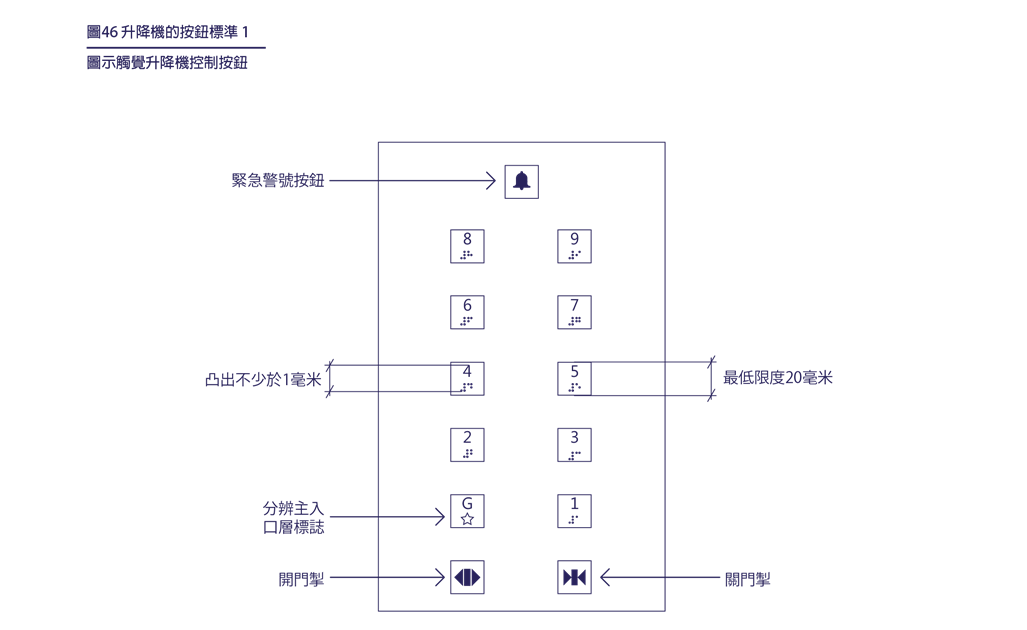 圖46 升降機的按鈕標準 1
圖示觸覺升降機控制按鈕
緊急警號按鈕
8 9
6 7
凸出不少於1毫米
4 5
最低限度20毫米
2 3
分辨主入
口層標誌
G 1
開門掣
關門掣